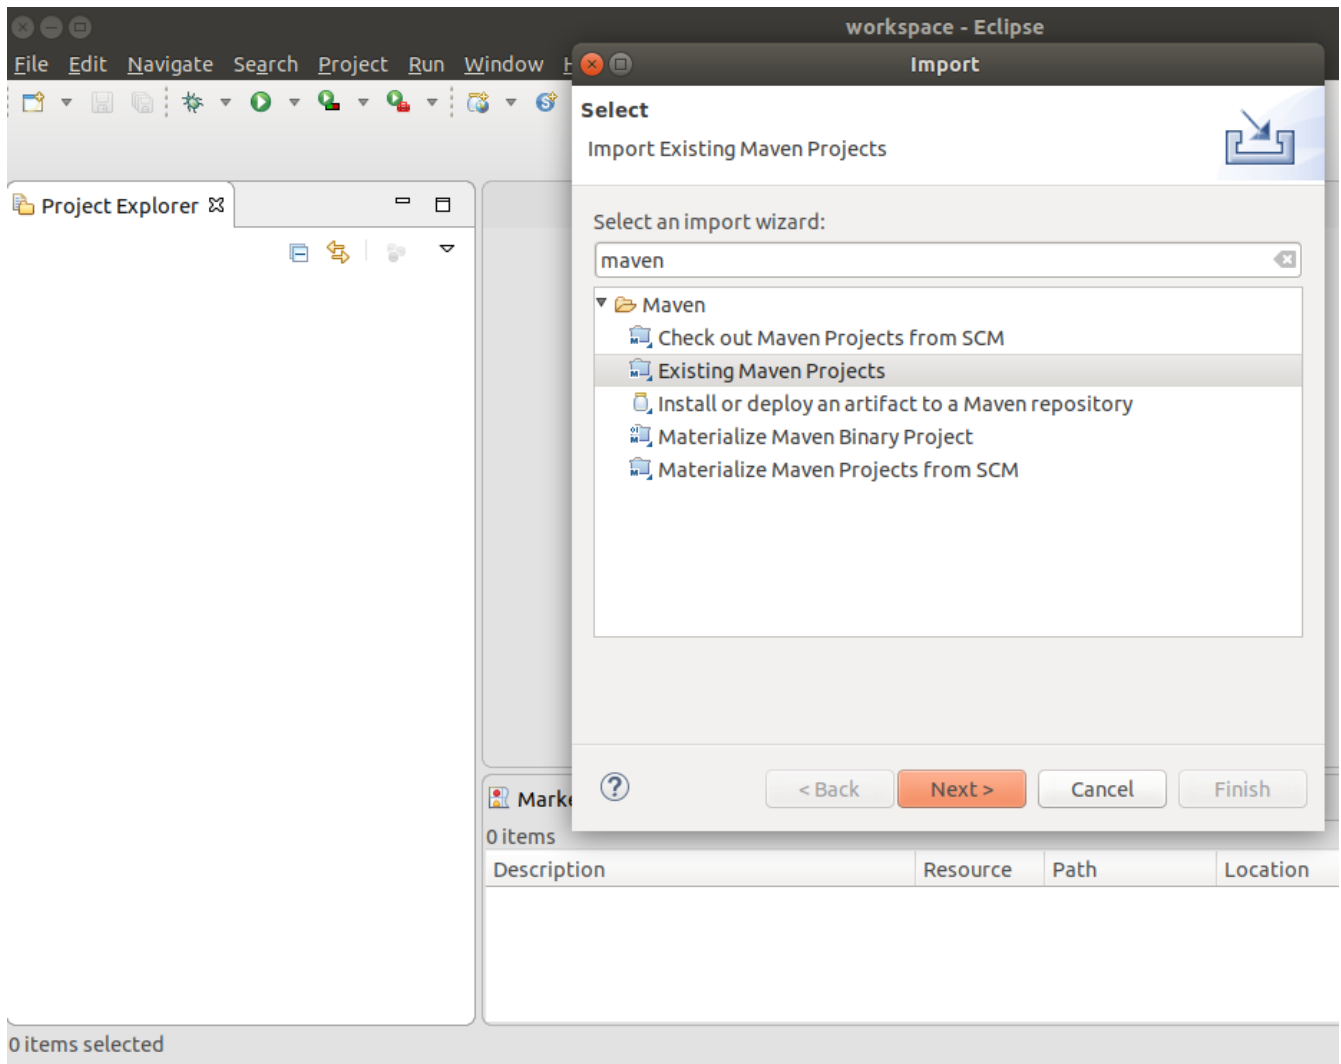 workspace - Eclipse
File Edit Navigate Search Project Run Window H
Import
Select
Import Existing Maven Projects
Project Explorer
Select an import wizard:
maven
Maven
Check out Maven Projects from SCM
Existing Maven Projects
Install or deploy an artifact to a Maven repository
Materialize Maven Binary Project
Materialize Maven Projects from SCM
< Back Next > Cancel Finish
Marke
0 items
Description Resource Path Location
0 items selected